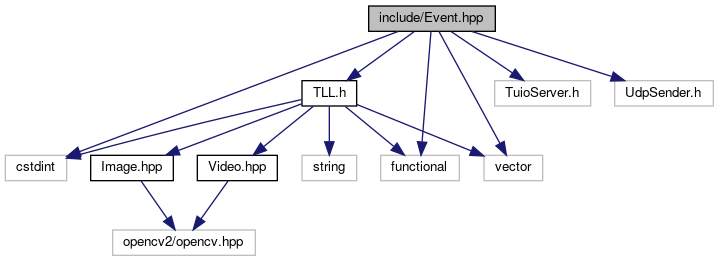 include/Event.hpp
TLL.h
TuioServer.h
UdpSender.h
cstdint
Image.hpp
Video.hpp
string
functional
vector
opencv2/opencv.hpp